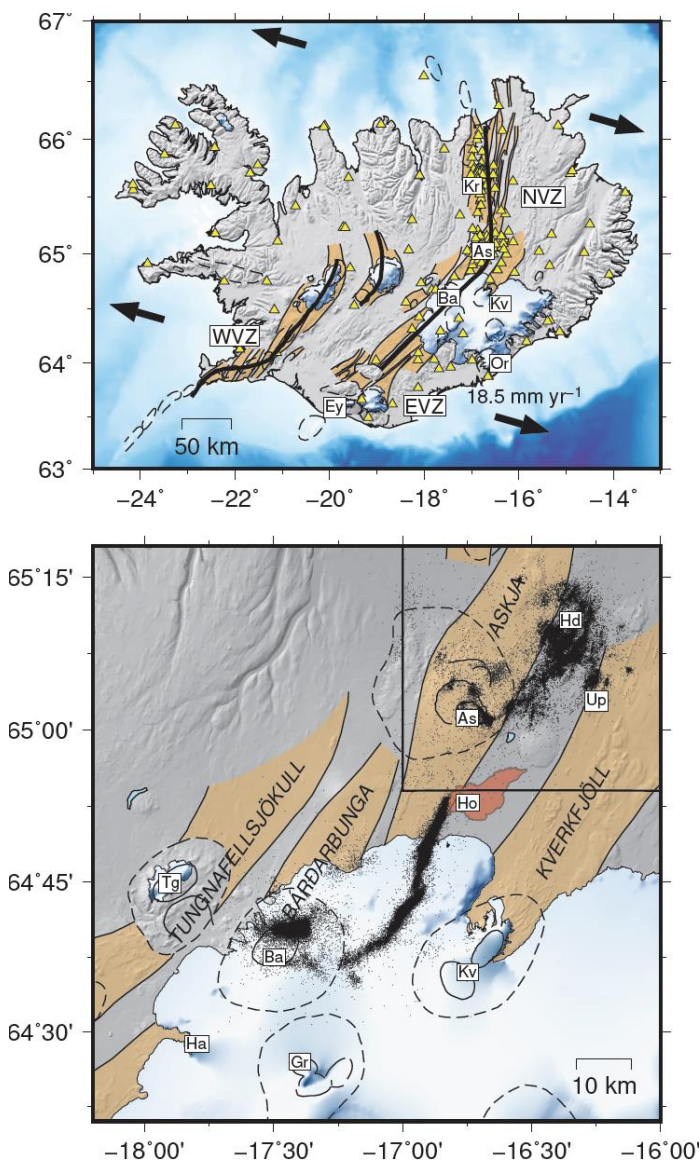 67˚
66˚
65˚
64˚
63˚
Kr
NVZ
As
Ba
Kv
WVZ
Or
Ey
EVZ
18.5 mm yr⁻¹
50 km
−24˚ −22˚ −20˚ −18˚ −16˚ −14˚
65˚15'
65˚00'
64˚45'
64˚30'
ASKJA
Hd
Up
As
Ho
TUNGNAFELLSJÖKULL
BARDARBUNGA
KVERKFJÖLL
Tg
Ba
Kv
Ha
Gr
10 km
−18˚00' −17˚30' −17˚00' −16˚30' −16˚00'